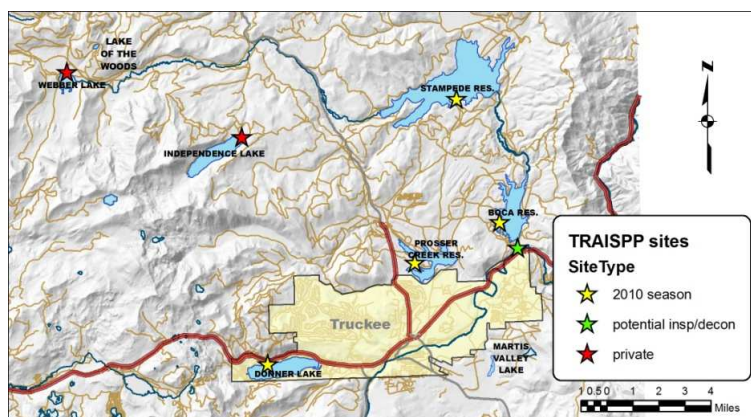 LAKE
OF THE
WOODS
WEBBER LAKE
STAMPEDE RES.
N
INDEPENDENCE LAKE
BOCA RES.
PROSSER
CREEK RES.
Truckee
MARTIS
VALLEY
LAKE
DONNER LAKE
TRAISPP sites
SiteType
2010 season
potential insp/decon
private
1 0.5 0 1 2 3 4
Miles